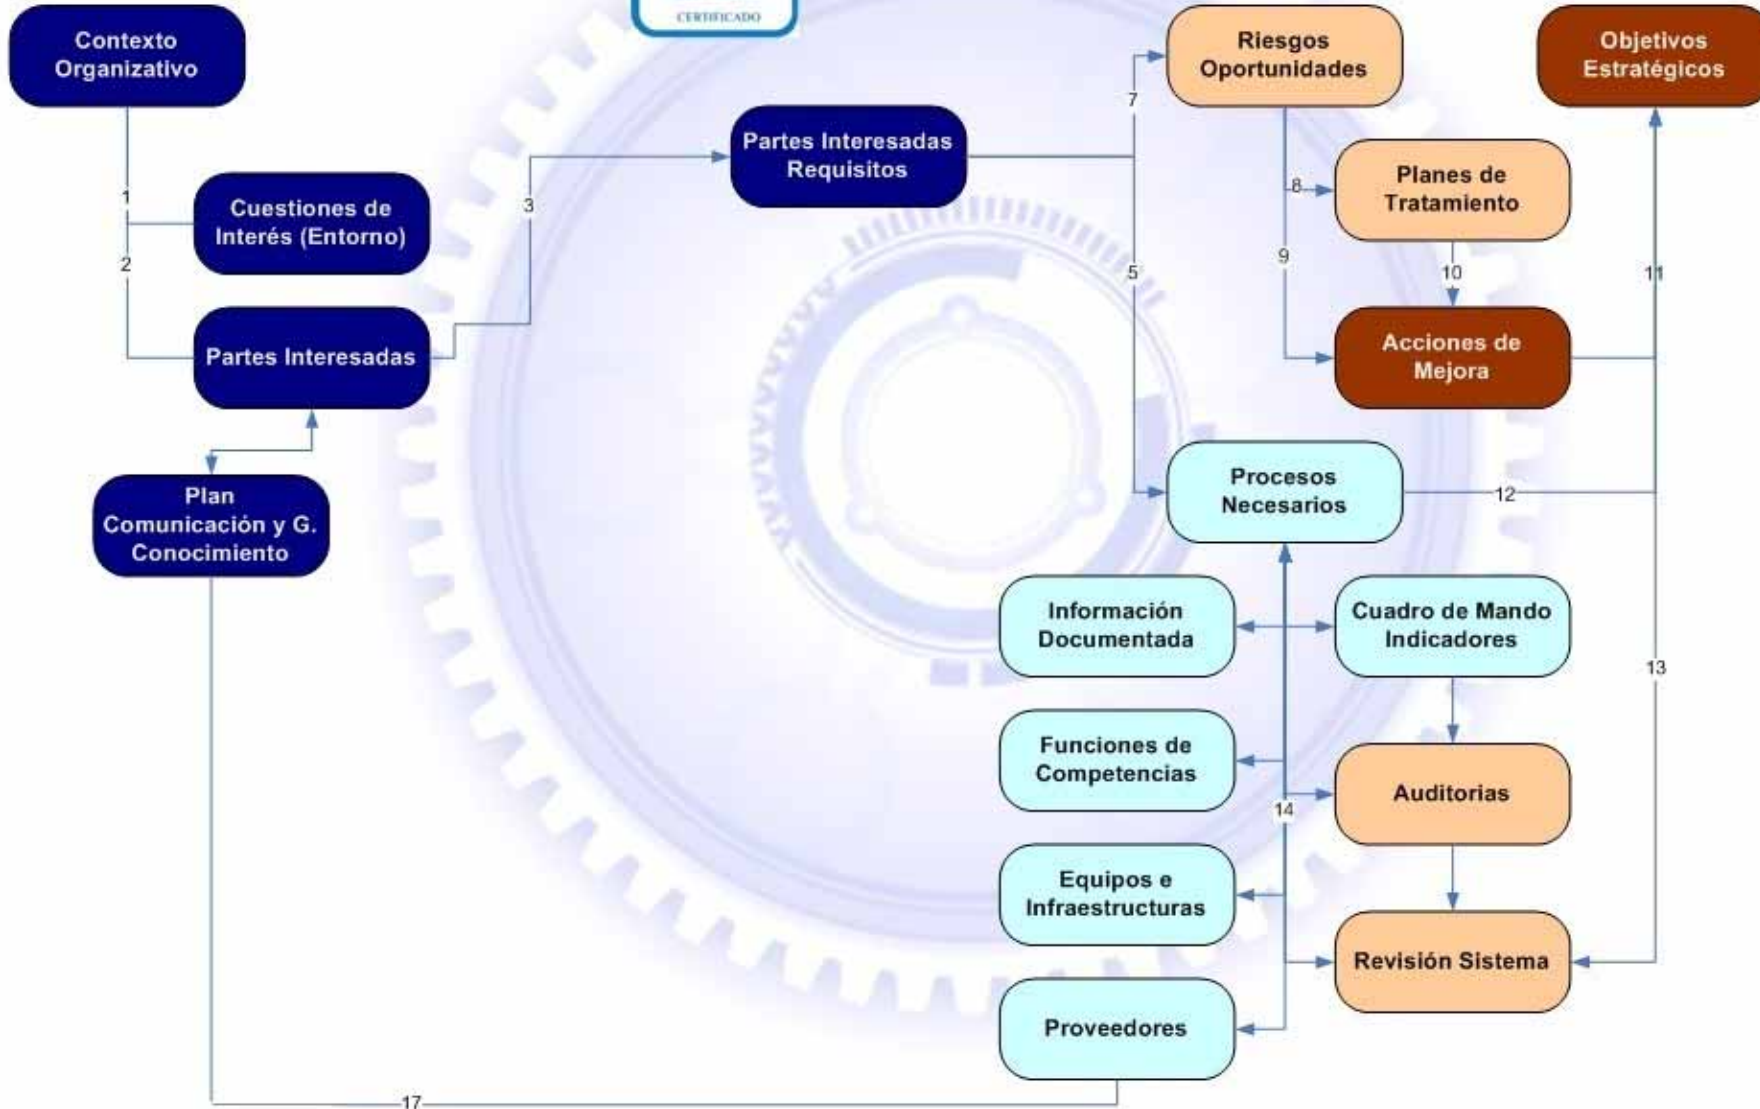 CERTIFICADO
Contexto
Organizativo
Riesgos
Oportunidades
Objetivos
Estratégicos
7
Partes Interesadas
Requisitos
Planes de
Tratamiento
8
1
Cuestiones de
Interés (Entorno)
3
2
5
9
10
11
Partes Interesadas
Acciones de
Mejora
Plan
Comunicación y G.
Conocimiento
Procesos
Necesarios
12
Información
Documentada
Cuadro de Mando
Indicadores
13
Funciones de
Competencias
Auditorias
14
Equipos e
Infraestructuras
Revisión Sistema
Proveedores
17